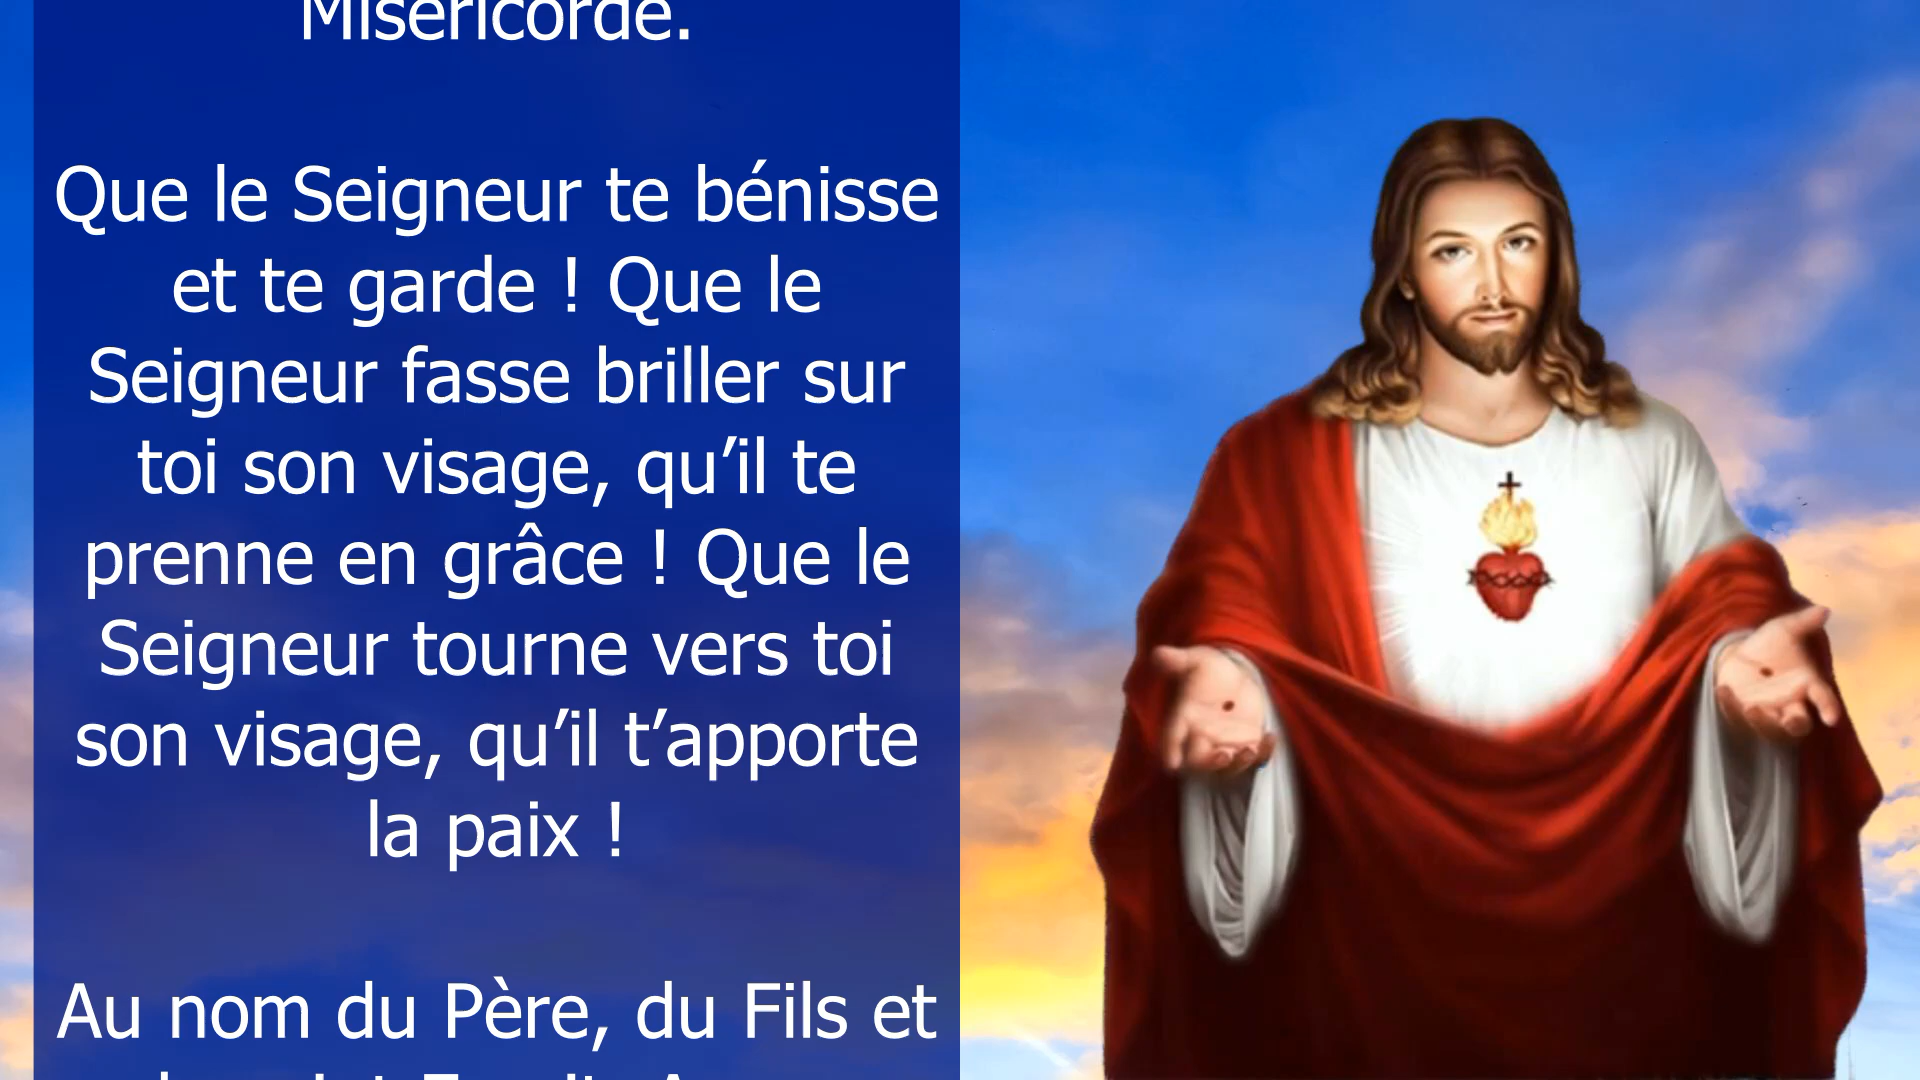 Miséricorde.
Que le Seigneur te bénisse
et te garde ! Que le
Seigneur fasse briller sur
toi son visage, qu’il te
prenne en grâce ! Que le
Seigneur tourne vers toi
son visage, qu’il t’apporte
la paix !
Au nom du Père, du Fils et